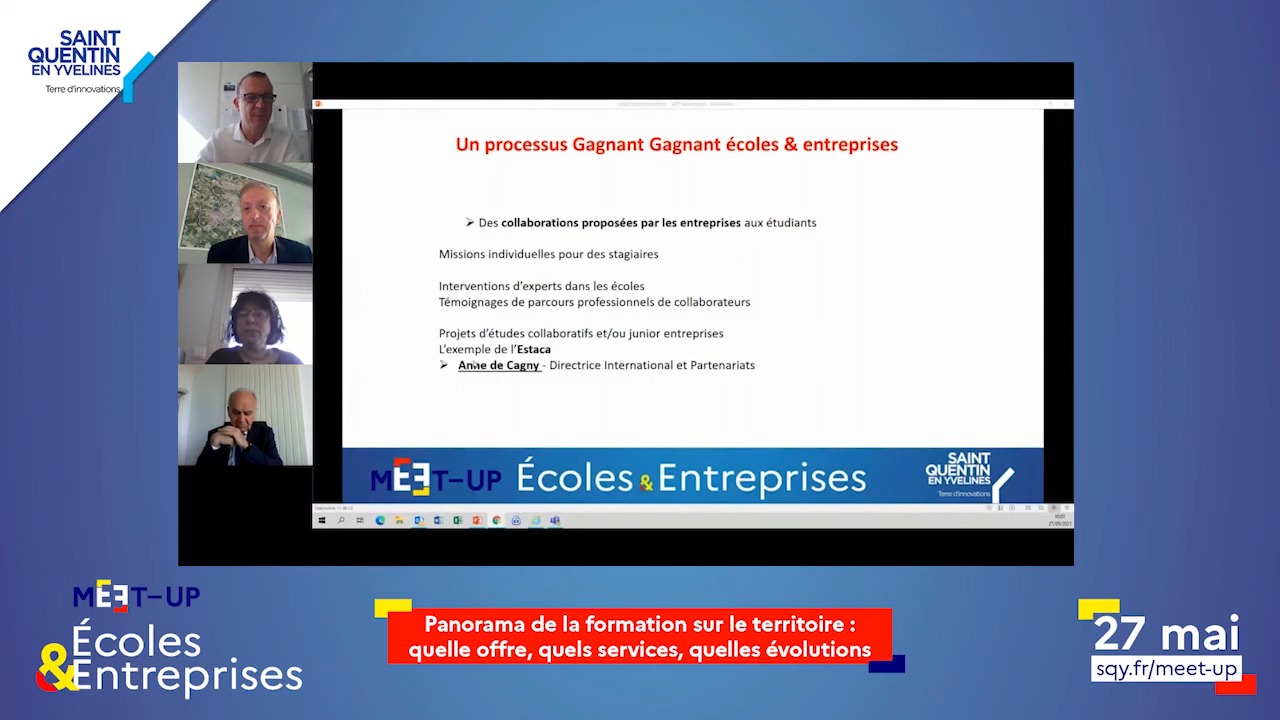 SAINT
QUENTIN
EN YVELINES
Terre d'innovations
Un processus Gagnant Gagnant écoles & entreprises
➢ Des collaborations proposées par les entreprises aux étudiants
Missions individuelles pour des stagiaires
Interventions d'experts dans les écoles
Témoignages de parcours professionnels de collaborateurs
Projets d'études collaboratifs et/ou junior entreprises
L'exemple de l'Estaca
➢ Anne de Cagny - Directrice International et Partenariats
MEET-UP Écoles & Entreprises
SAINT
QUENTIN
EN YVELINES
Terre d'innovations
27/05/2021
MEET-UP
Écoles
&Entreprises
Panorama de la formation sur le territoire :
quelle offre, quels services, quelles évolutions
27 mai
sqy.fr/meet-up